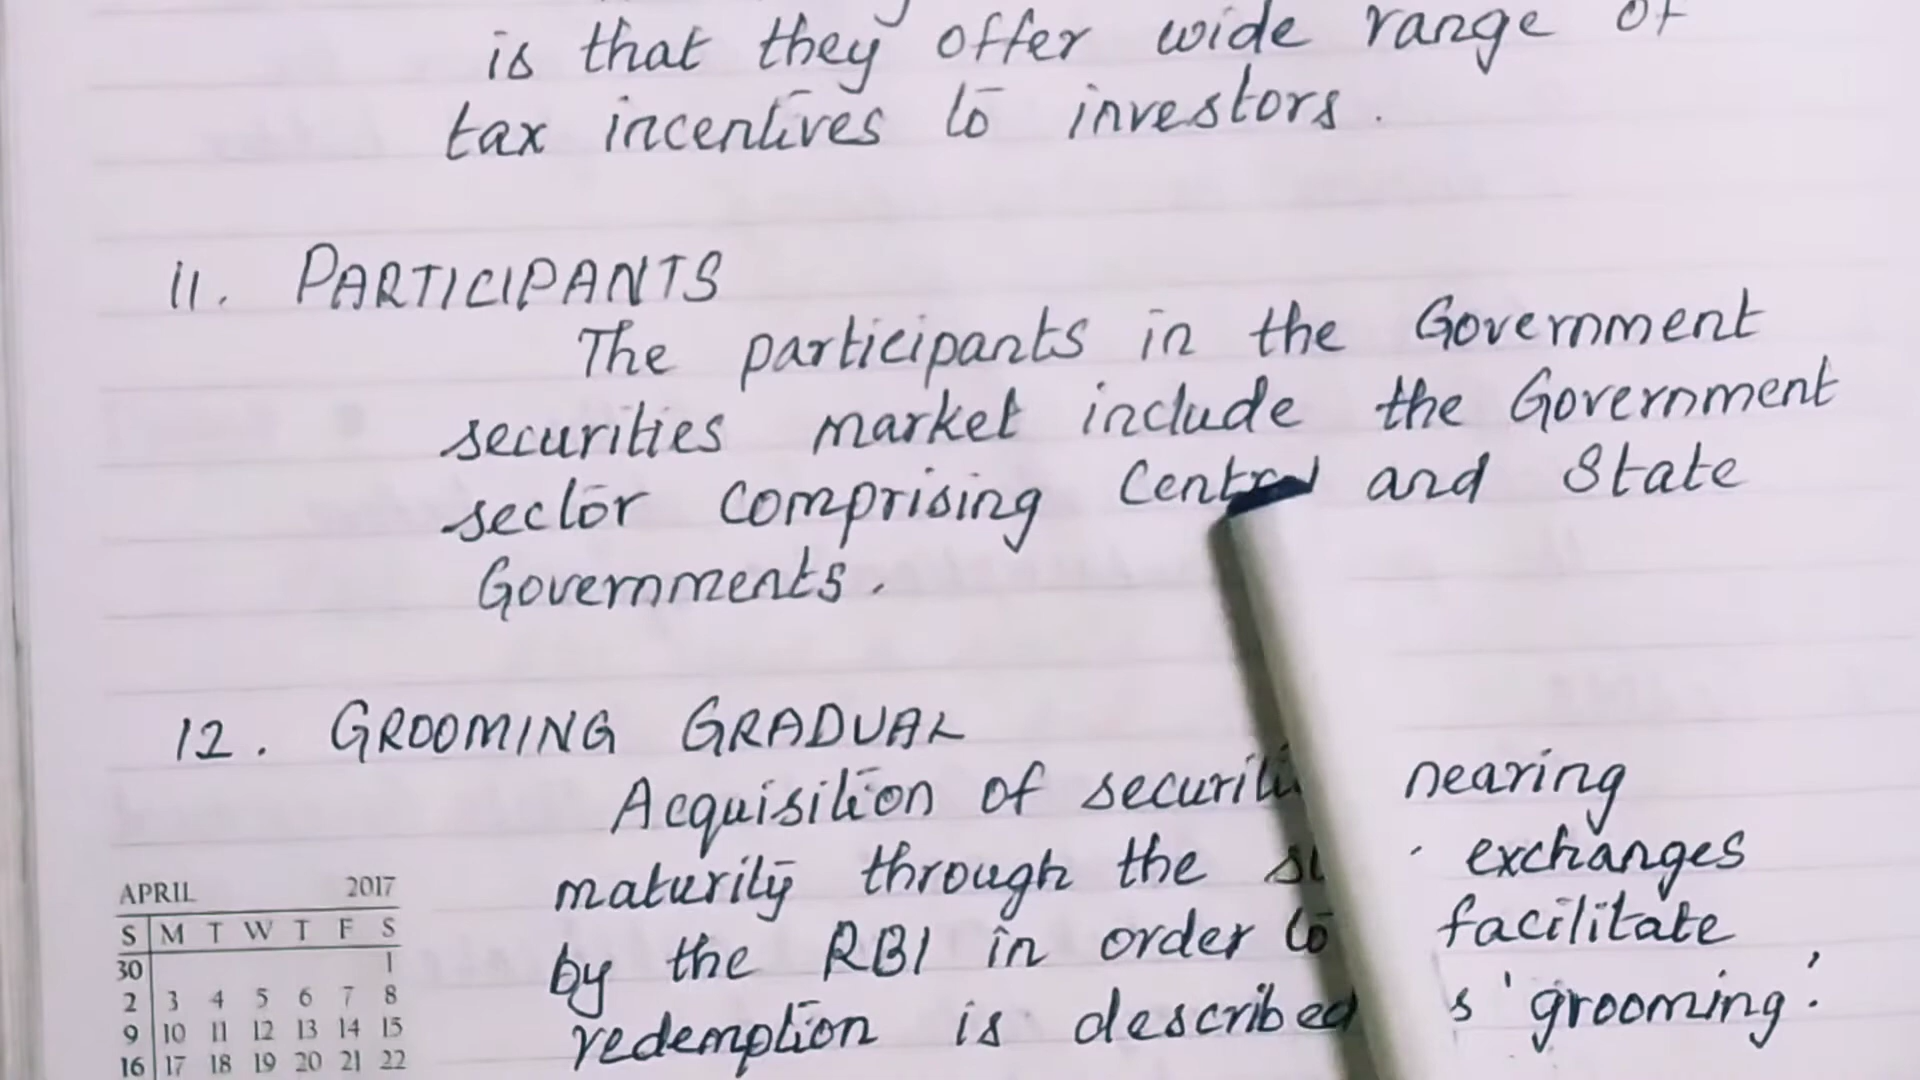 is that they offer wide range of
tax incentives to investors.
11. PARTICIPANTS
The participants in the Government
securities market include the Government
sector comprising Central and State
Governments.
12. GROOMING GRADUAL
Acquisition of nearing
maturity through the exchanges
by the RBI in order to facilitate
redemption is described 'grooming'.
APRIL 2017
S M T W T F S
30 1
2 3 4 5 6 7 8
9 10 11 12 13 14 15
16 17 18 19 20 21 22